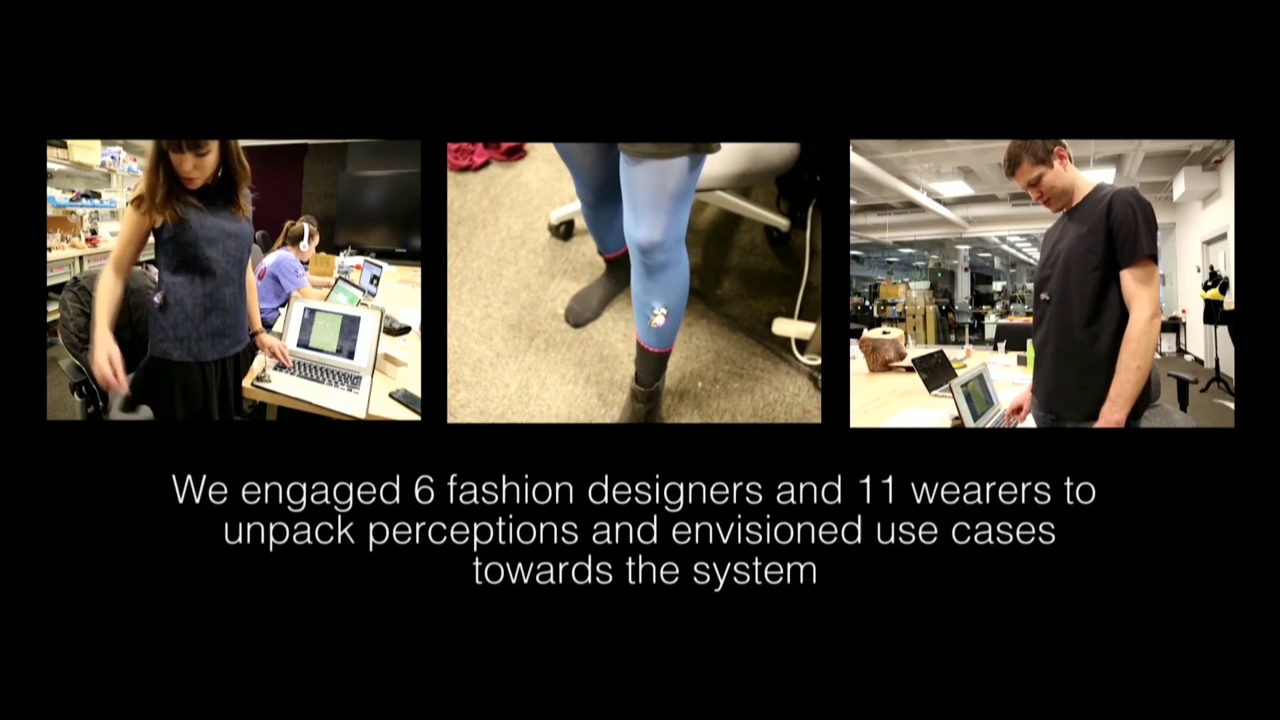 We engaged 6 fashion designers and 11 wearers to
unpack perceptions and envisioned use cases
towards the system